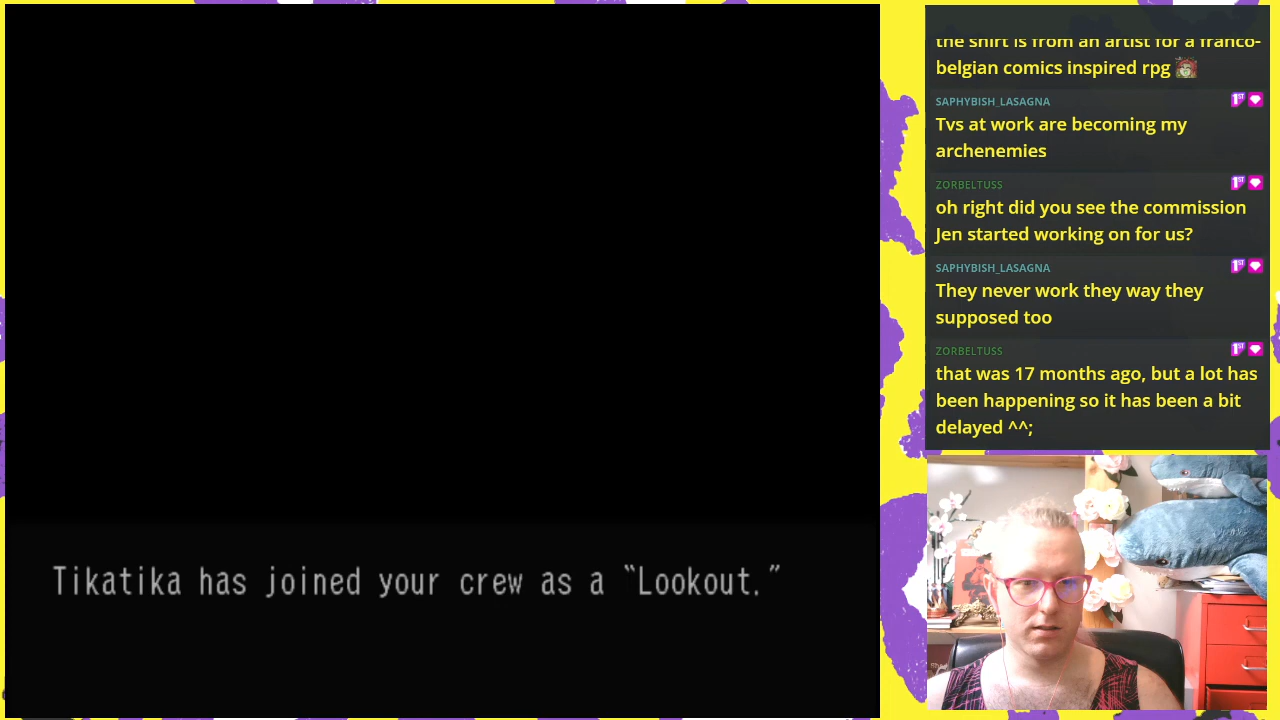 the shirt is from an artist for a franco-
belgian comics inspired rpg
SAPHYBISH_LASAGNA
Tvs at work are becoming my
archenemies
ZORBELTUSS
oh right did you see the commission
Jen started working on for us?
SAPHYBISH_LASAGNA
They never work they way they
supposed too
ZORBELTUSS
that was 17 months ago, but a lot has
been happening so it has been a bit
delayed ^^;
Tikatika has joined your crew as a “Lookout.”